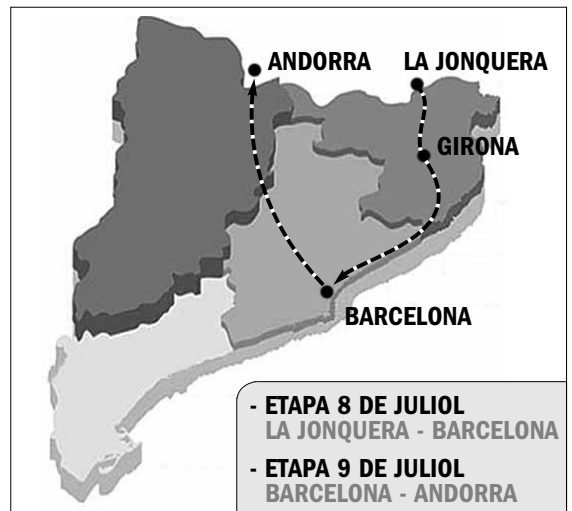 ANDORRA
LA JONQUERA
GIRONA
BARCELONA
- ETAPA 8 DE JULIOL
LA JONQUERA - BARCELONA
- ETAPA 9 DE JULIOL
BARCELONA - ANDORRA